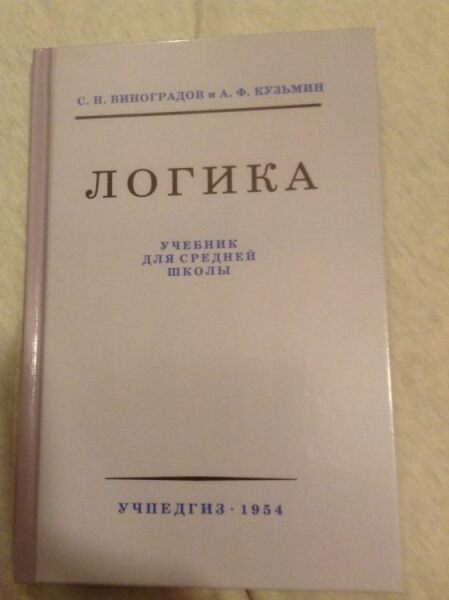 С. Н. ВИНОГРАДОВ и А. Ф. КУЗЬМИН
ЛОГИКА
УЧЕБНИК
ДЛЯ СРЕДНЕЙ
ШКОЛЫ
УЧПЕДГИЗ · 1954